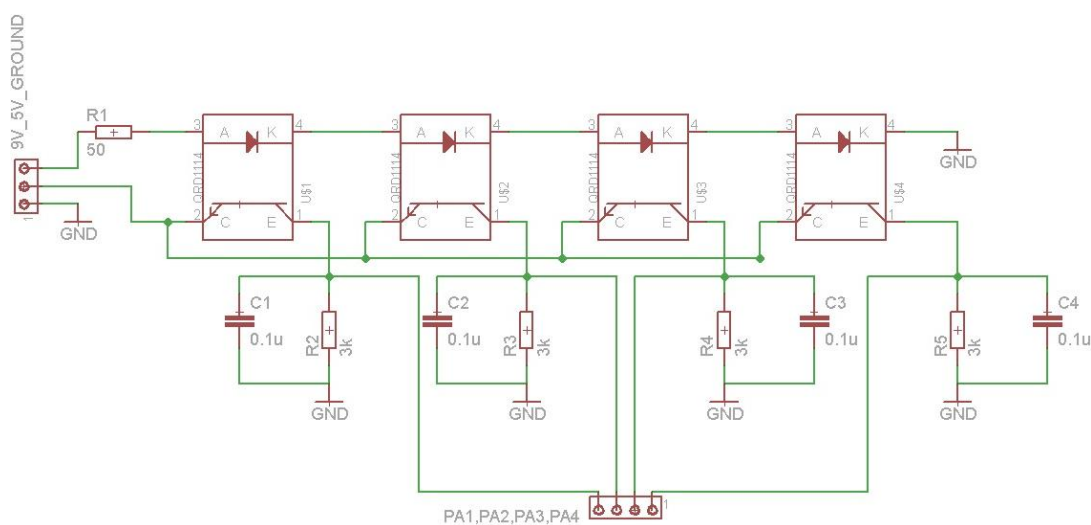 9V_5V_GROUND
1
GND
R1
50
3
A
K
4
QRD1114
U$1
2
C
E
1
3
A
K
4
QRD1114
U$2
2
C
E
1
3
A
K
4
QRD1114
U$3
2
C
E
1
3
A
K
4
QRD1114
U$4
2
C
E
1
GND
C1
0.1u
R2
3k
GND
C2
0.1u
R3
3k
GND
R4
3k
C3
0.1u
GND
R5
3k
C4
0.1u
GND
1
PA1,PA2,PA3,PA4